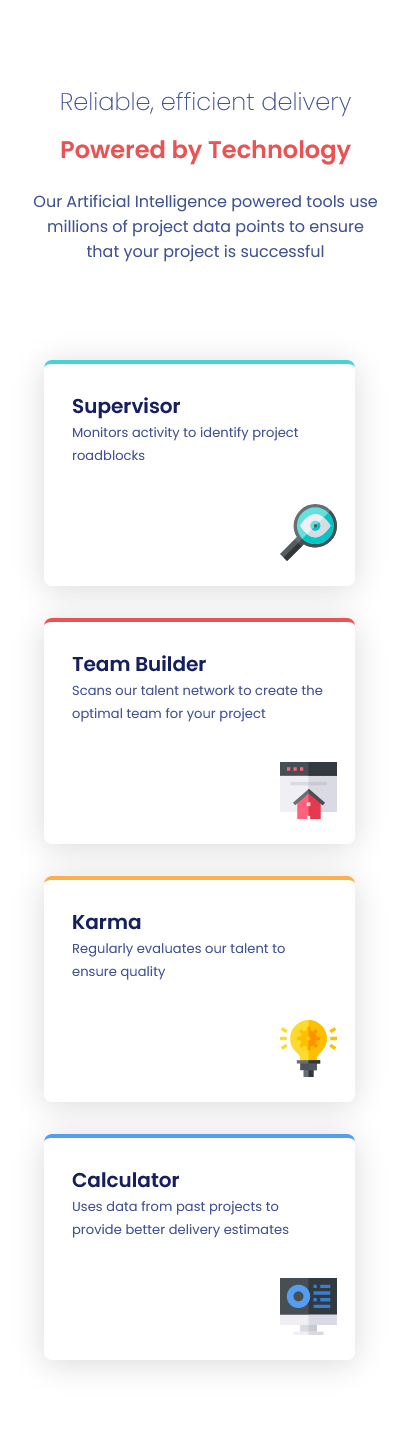 Reliable, efficient delivery
Powered by Technology
Our Artificial Intelligence powered tools use
millions of project data points to ensure
that your project is successful
Supervisor
Monitors activity to identify project
roadblocks
Team Builder
Scans our talent network to create the
optimal team for your project
Karma
Regularly evaluates our talent to
ensure quality
Calculator
Uses data from past projects to
provide better delivery estimates